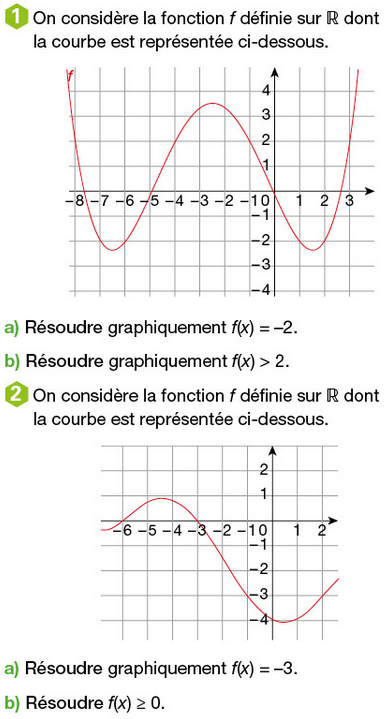 1 On considère la fonction f définie sur ℝ dont
la courbe est représentée ci-dessous.
f
4
3
2
1
−8 −7 −6 −5 −4 −3 −2 −1 0 1 2 3
−1
−2
−3
−4
a) Résoudre graphiquement f(x) = −2.
b) Résoudre graphiquement f(x) > 2.
2 On considère la fonction f définie sur ℝ dont
la courbe est représentée ci-dessous.
2
1
−6 −5 −4 −3 −2 −1 0 1 2
−1
−2
−3
−4
a) Résoudre graphiquement f(x) = −3.
b) Résoudre f(x) ≥ 0.